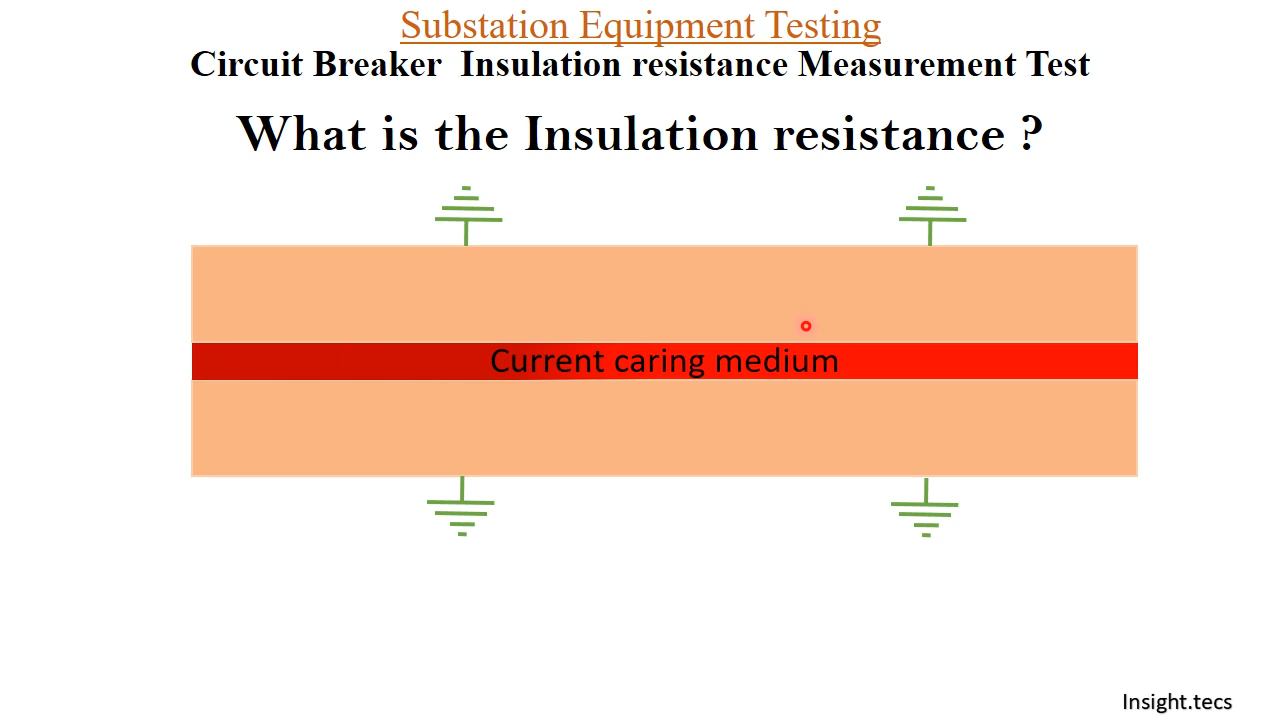 Substation Equipment Testing
Circuit Breaker  Insulation resistance Measurement Test
What is the Insulation resistance ?
Current caring medium
Insight.tecs